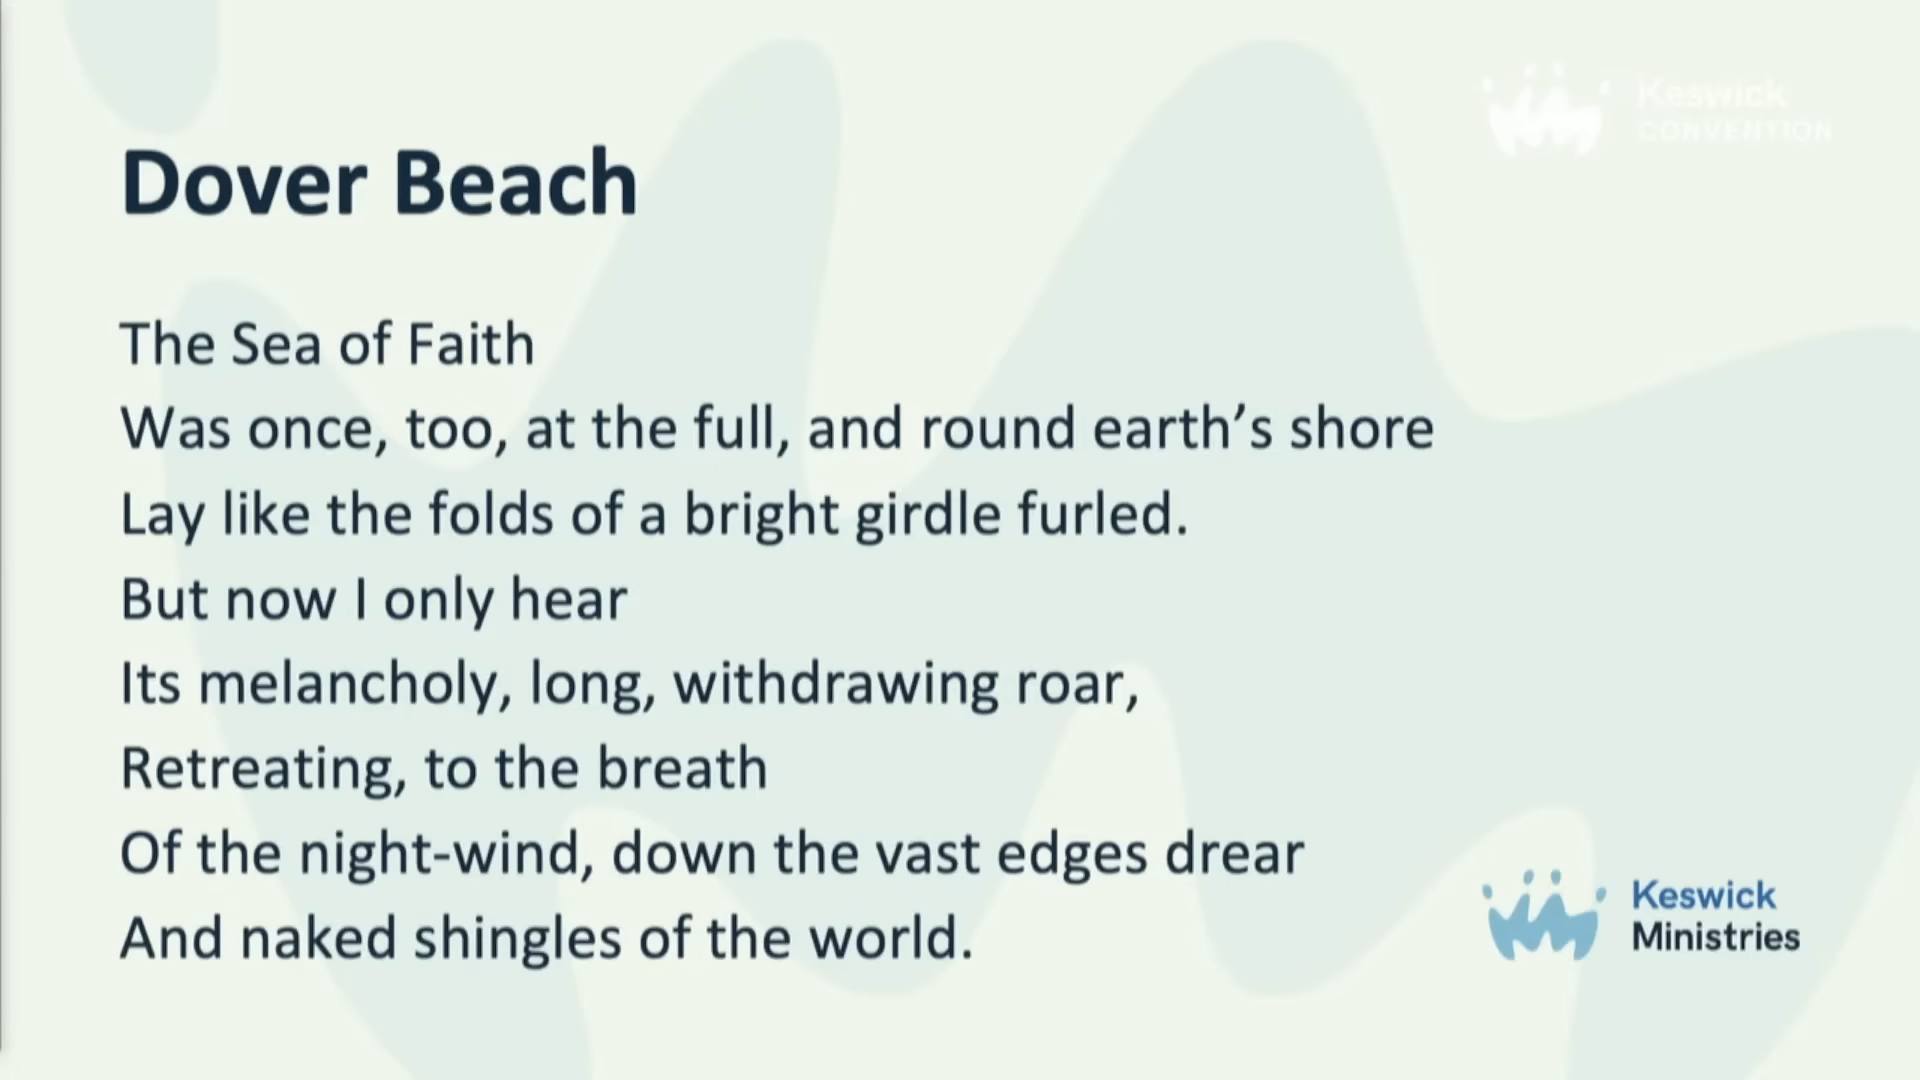 Keswick
CONVENTION
Dover Beach
The Sea of Faith
Was once, too, at the full, and round earth’s shore
Lay like the folds of a bright girdle furled.
But now I only hear
Its melancholy, long, withdrawing roar,
Retreating, to the breath
Of the night-wind, down the vast edges drear
And naked shingles of the world.
Keswick
Ministries